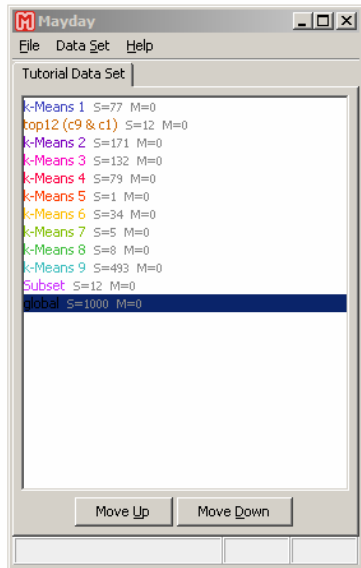 Mayday
File Data Set Help
Tutorial Data Set
k-Means 1 S=77 M=0
top12 (c9 & c1) S=12 M=0
k-Means 2 S=171 M=0
k-Means 3 S=132 M=0
k-Means 4 S=79 M=0
k-Means 5 S=1 M=0
k-Means 6 S=34 M=0
k-Means 7 S=5 M=0
k-Means 8 S=8 M=0
k-Means 9 S=493 M=0
Subset S=12 M=0
global S=1000 M=0
Move Up Move Down